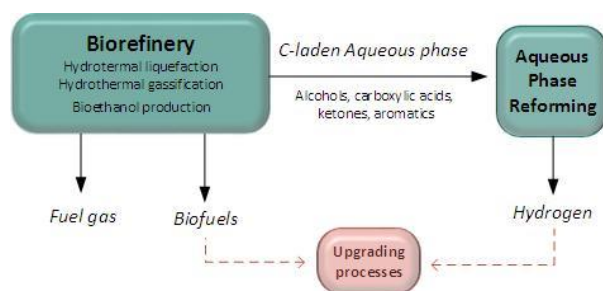 Biorefinery
Hydrotermal liquefaction
Hydrothermal gassification
Bioethanol production
C-laden Aqueous phase
Alcohols, carboxylic acids,
ketones, aromatics
Aqueous
Phase
Reforming
Fuel gas
Biofuels
Hydrogen
Upgrading
processes